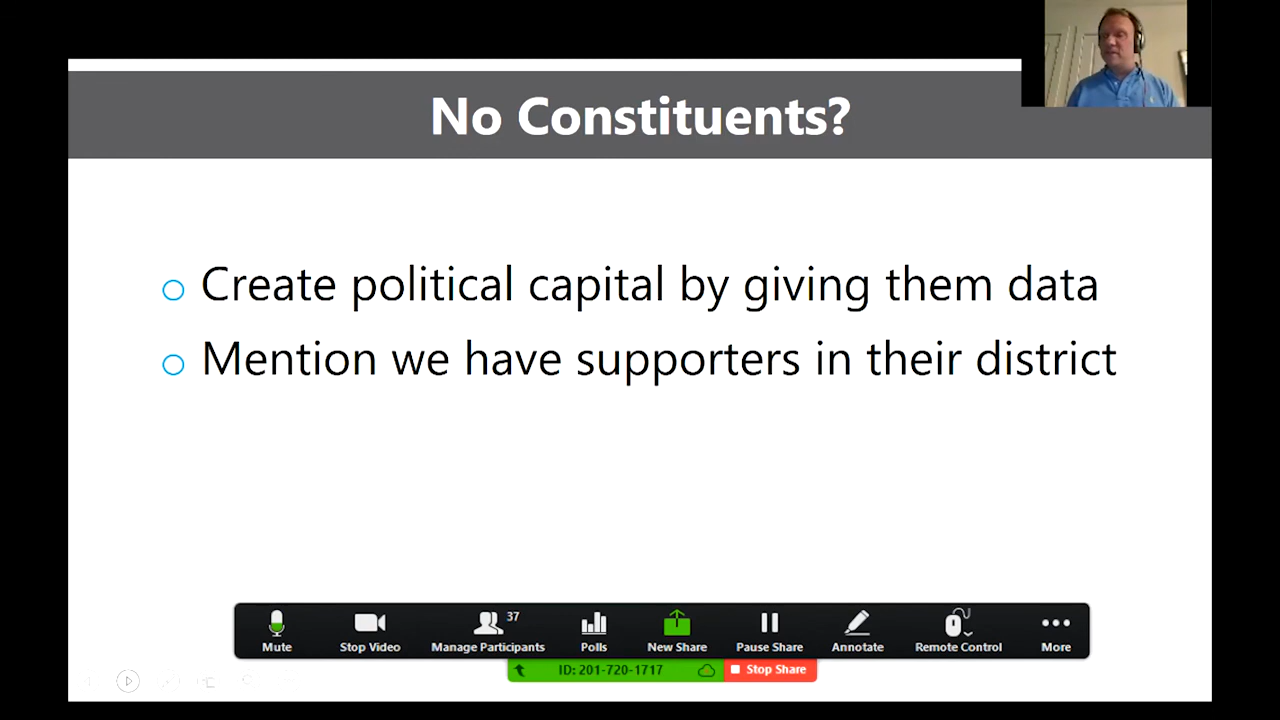 No Constituents?
Create political capital by giving them data
Mention we have supporters in their district
37
Mute
Stop Video
Manage Participants
Polls
New Share
Pause Share
Annotate
Remote Control
More
ID: 201-720-1717
Stop Share